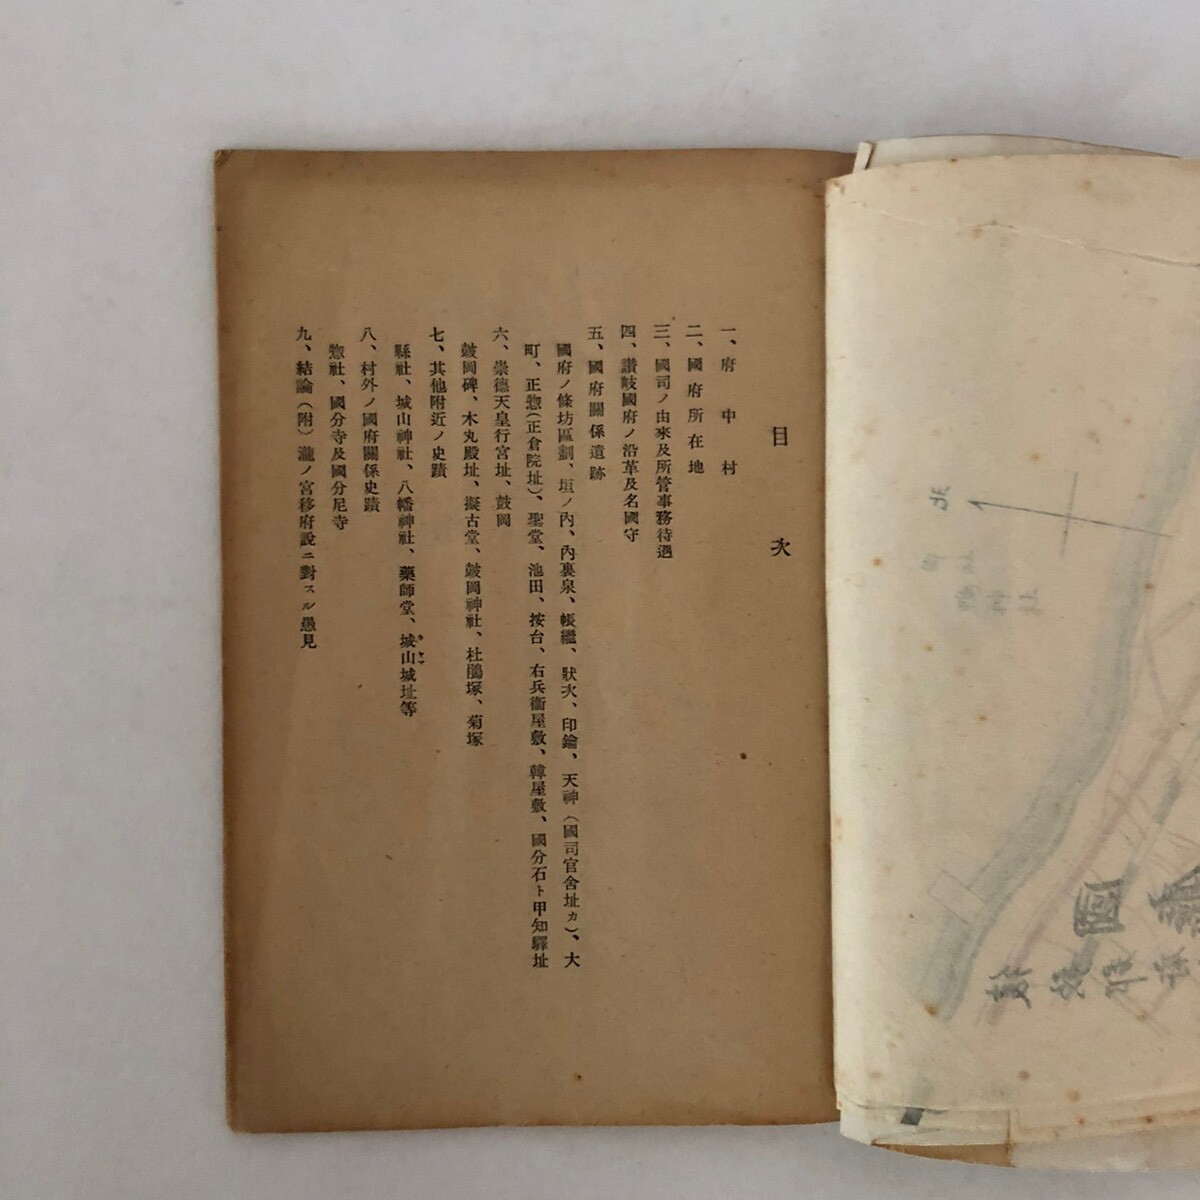 目次
一、府中村
二、國府所在地
三、國司ノ由來及所管事務待遇
四、讃岐國府ノ沿革及名國守
五、國府關係遺跡
國府ノ條坊區劃、垣ノ內、內裏泉、帳繼、狀次、印鑰、天神（國司官舍址カ）、大
町、正惣（正倉院址）、聖堂、池田、按台、右兵衞屋敷、韓屋敷、國分石ト甲知驛址
六、崇德天皇行宮址、鼓岡
鼓岡碑、木丸殿址、擬古堂、鼓岡神社、杜鵑塚、菊塚
七、其他附近ノ史蹟
縣社、城山神社、八幡神社、藥師堂、城山城址等
八、村外ノ國府關係史蹟
惣社、國分寺及國分尼寺
九、結論（附）瀧ノ宮移府說ニ對スル愚見
北